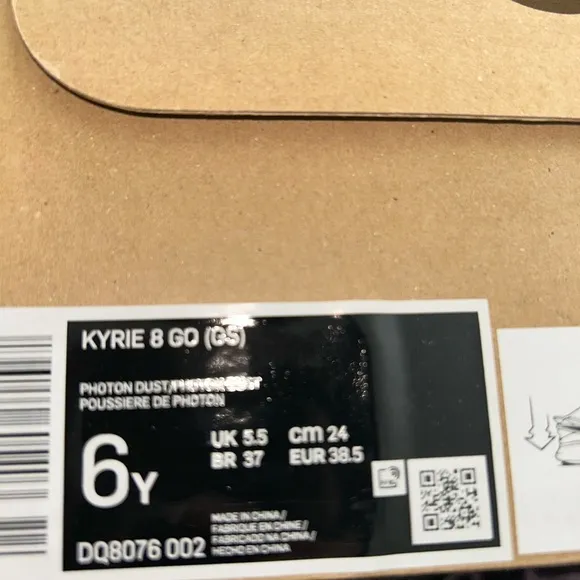 KYRIE 8 GO (GS)
PHOTON DUST/
POUSSIERE DE PHOTON
6Y
UK 5.5 cm 24
BR 37 EUR 38.5
MADE IN CHINA /
FABRIQUE EN CHINE /
FABRICADO NA CHINA /
HECHO EN CHINA
DQ8076 002